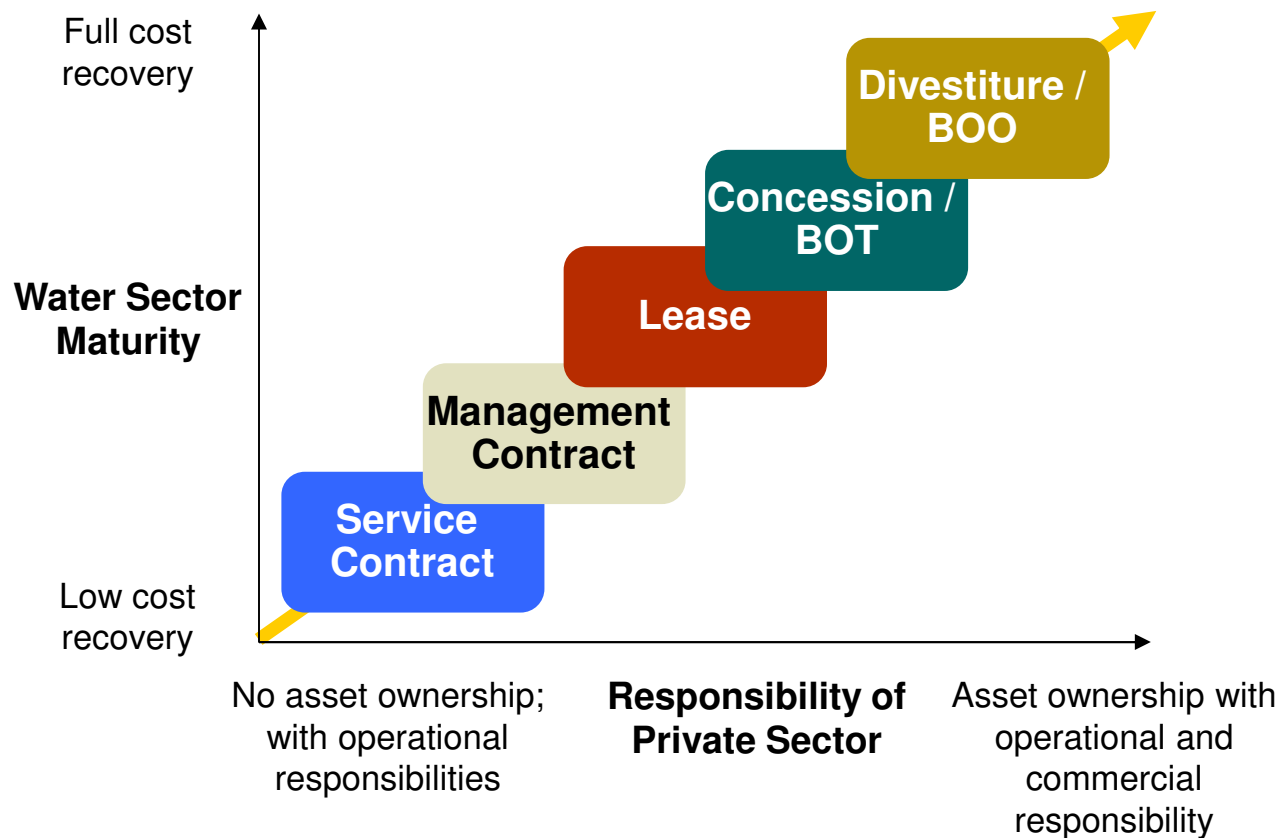 Full cost
recovery
Divestiture /
BOO
Concession /
BOT
Water Sector
Maturity
Lease
Management
Contract
Service
Contract
Low cost
recovery
No asset ownership;
with operational
responsibilities
Responsibility of
Private Sector
Asset ownership with
operational and
commercial
responsibility